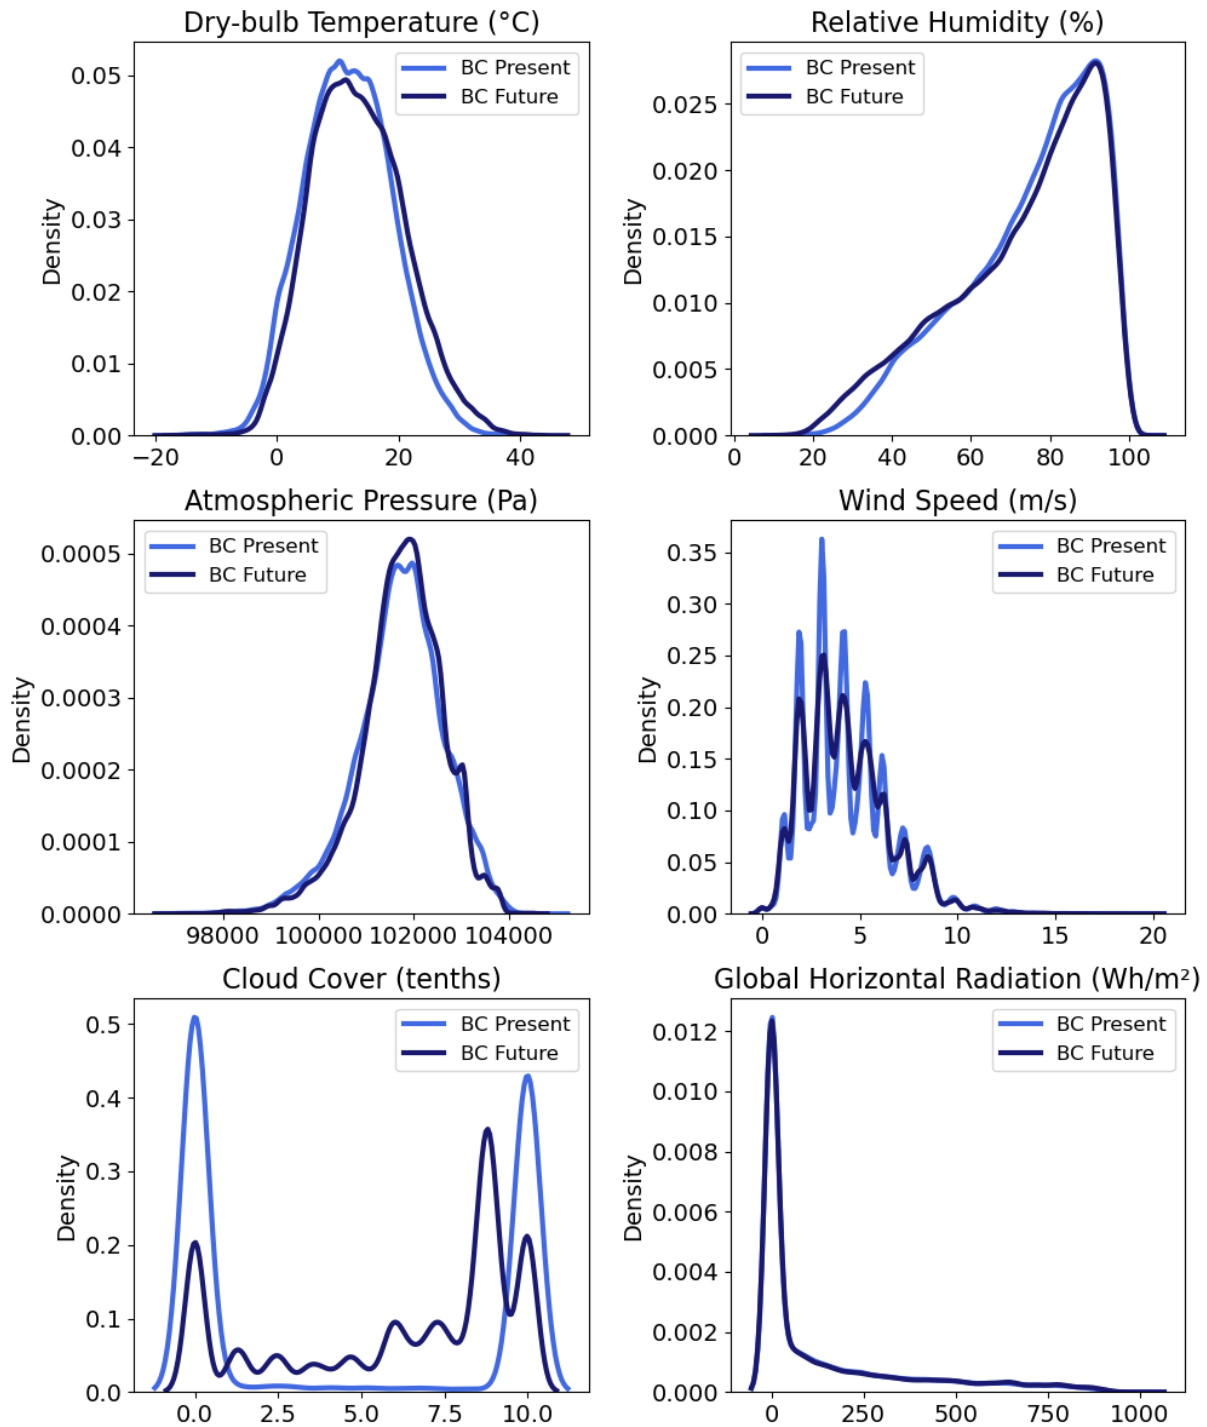 Dry-bulb Temperature (°C)
BC Present
BC Future
Density
0.05
0.04
0.03
0.02
0.01
0.00
−20 0 20 40
Relative Humidity (%)
BC Present
BC Future
Density
0.025
0.020
0.015
0.010
0.005
0.000
0 20 40 60 80 100
Atmospheric Pressure (Pa)
BC Present
BC Future
Density
0.0005
0.0004
0.0003
0.0002
0.0001
0.0000
98000 100000 102000 104000
Wind Speed (m/s)
BC Present
BC Future
Density
0.35
0.30
0.25
0.20
0.15
0.10
0.05
0.00
0 5 10 15 20
Cloud Cover (tenths)
BC Present
BC Future
Density
0.5
0.4
0.3
0.2
0.1
0.0
0.0 2.5 5.0 7.5 10.0
Global Horizontal Radiation (Wh/m²)
BC Present
BC Future
Density
0.012
0.010
0.008
0.006
0.004
0.002
0.000
0 250 500 750 1000